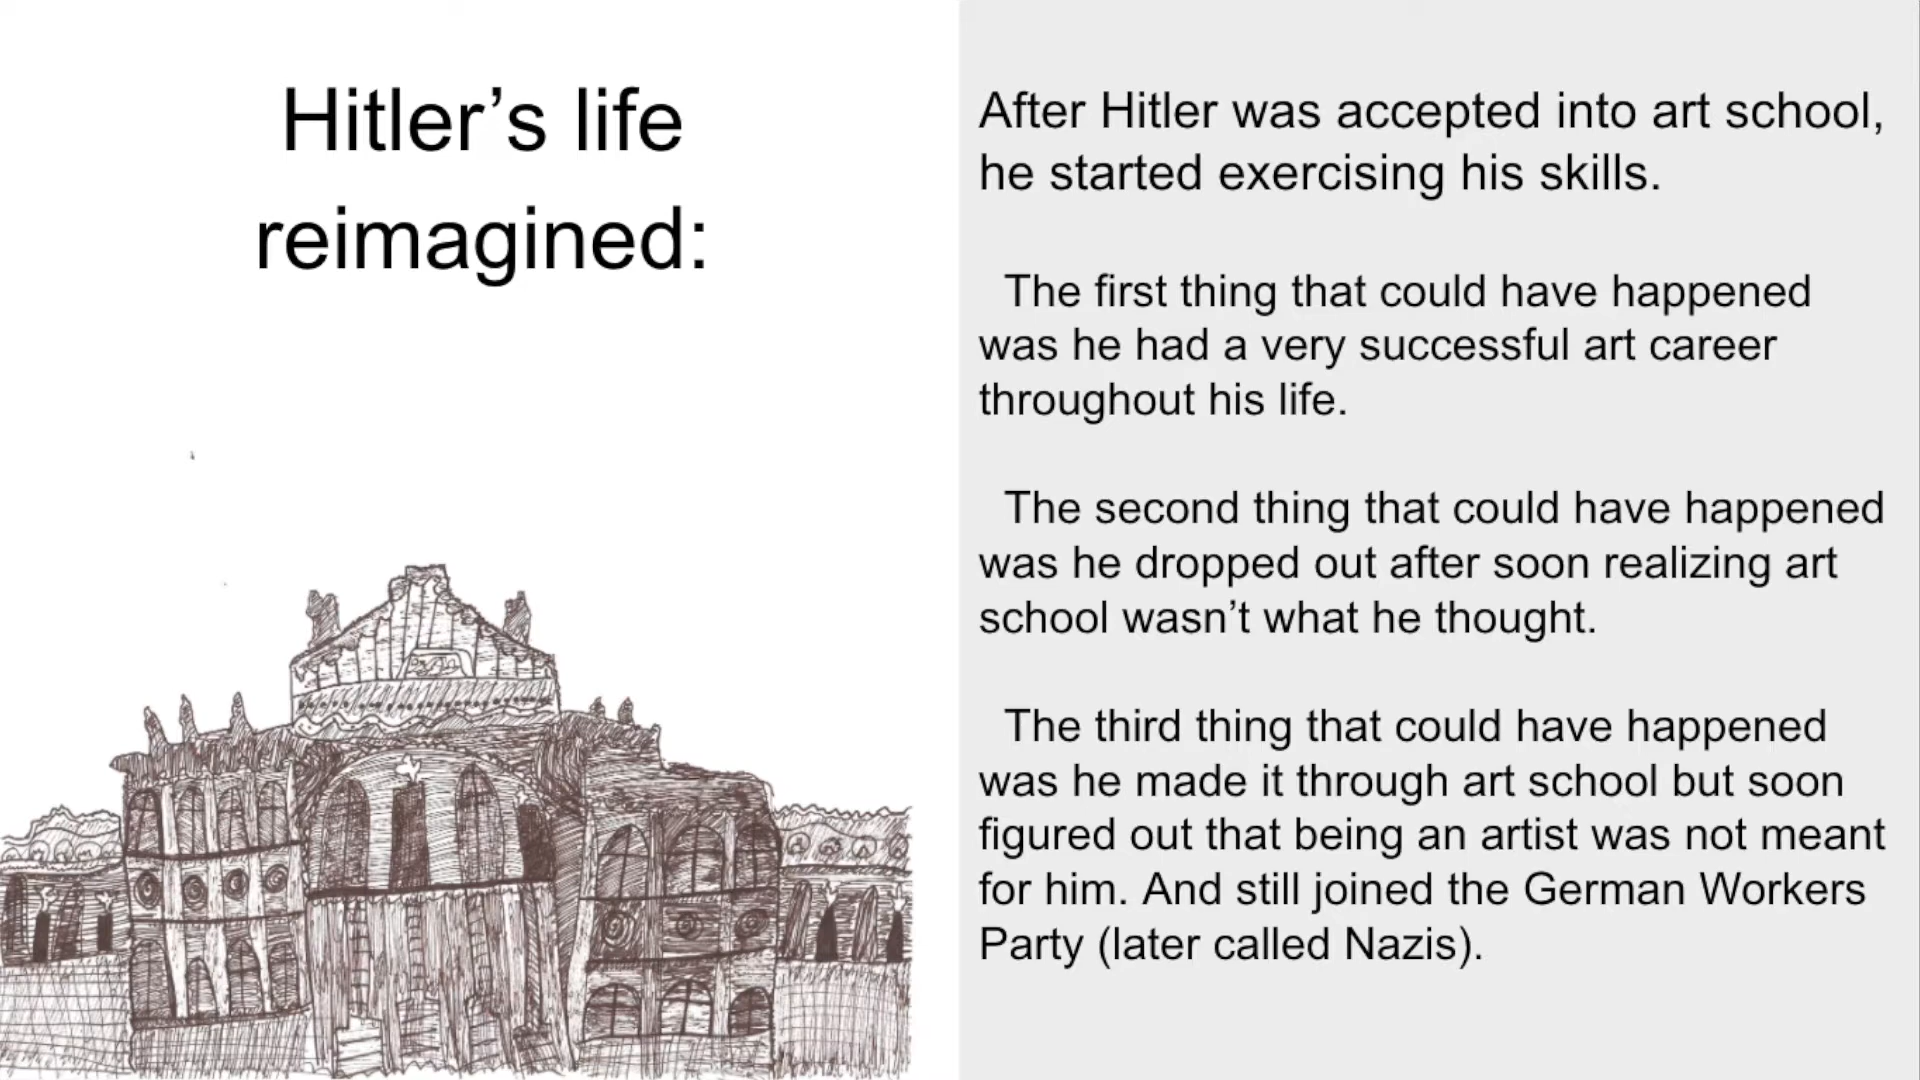 Hitler’s life
reimagined:
After Hitler was accepted into art school,
he started exercising his skills.
The first thing that could have happened
was he had a very successful art career
throughout his life.
The second thing that could have happened
was he dropped out after soon realizing art
school wasn’t what he thought.
The third thing that could have happened
was he made it through art school but soon
figured out that being an artist was not meant
for him. And still joined the German Workers
Party (later called Nazis).